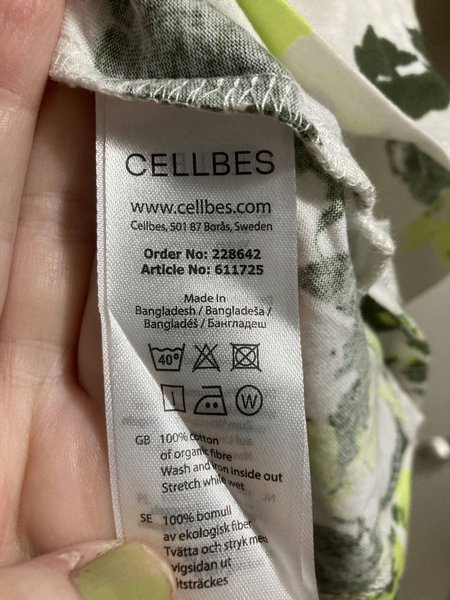 CELLBES
www.cellbes.com
Cellbes, 501 87 Borås, Sweden
Order No: 228642
Article No: 611725
Made In
Bangladesh / Bangladeša /
Bangladéš / Бангладеш
40°
W
GB 100% cotton
of organic fibre
Wash and iron inside out
Stretch while wet
SE 100% bomull
av ekologisk fiber
Tvätta och stryk med
avigsidan ut